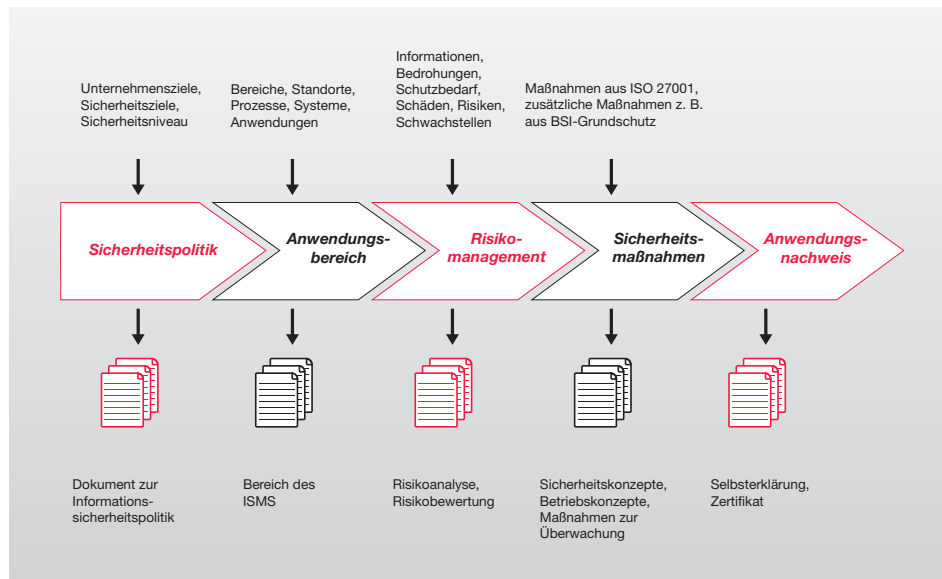 Unternehmensziele,
Sicherheitsziele,
Sicherheitsniveau
Bereiche, Standorte,
Prozesse, Systeme,
Anwendungen
Informationen,
Bedrohungen,
Schutzbedarf,
Schäden, Risiken,
Schwachstellen
Maßnahmen aus ISO 27001,
zusätzliche Maßnahmen z. B.
aus BSI-Grundschutz
Sicherheitspolitik
Anwendungs-
bereich
Risiko-
management
Sicherheits-
maßnahmen
Anwendungs-
nachweis
Dokument zur
Informations-
sicherheitspolitik
Bereich des
ISMS
Risikoanalyse,
Risikobewertung
Sicherheitskonzepte,
Betriebskonzepte,
Maßnahmen zur
Überwachung
Selbsterklärung,
Zertifikat